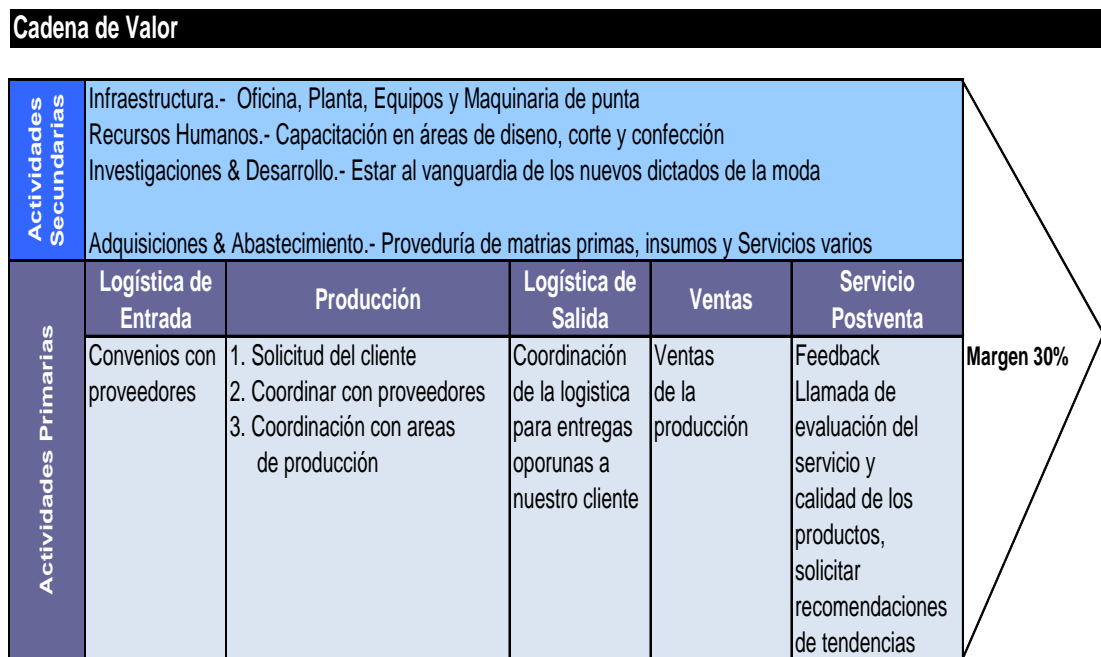 Cadena de Valor
Actividades
Secundarias
Infraestructura.- Oficina, Planta, Equipos y Maquinaria de punta
Recursos Humanos.- Capacitación en áreas de diseno, corte y confección
Investigaciones & Desarrollo.- Estar al vanguardia de los nuevos dictados de la moda
Adquisiciones & Abastecimiento.- Proveduría de matrias primas, insumos y Servicios varios
Actividades Primarias
Logística de
Entrada
Producción
Logística de
Salida
Ventas
Servicio
Postventa
Convenios con
proveedores
1. Solicitud del cliente
2. Coordinar con proveedores
3. Coordinación con areas
de producción
Coordinación
de la logistica
para entregas
oporunas a
nuestro cliente
Ventas
de la
producción
Feedback
Llamada de
evaluación del
servicio y
calidad de los
productos,
solicitar
recomendaciones
de tendencias
Margen 30%